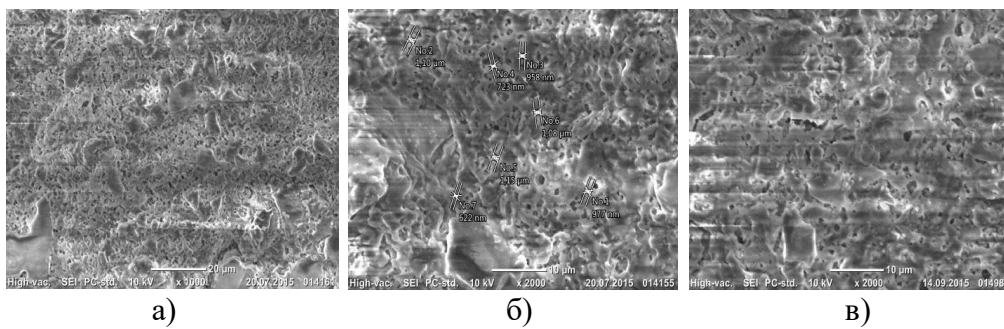 No.2
1,10 µm
No.3
958 nm
No.4
723 nm
No.6
1,08 µm
No.5
1,15 µm
No.7
622 nm
No.1
977 nm
20 µm
High-vac. SEI PC-std. 10 kV x 1000 20.07.2015 014161
10 µm
High-vac. SEI PC-std. 10 kV x 2000 20.07.2015 014155
10 µm
High-vac. SEI PC-std. 10 kV x 2000 14.09.2015 01498
а)
б)
в)